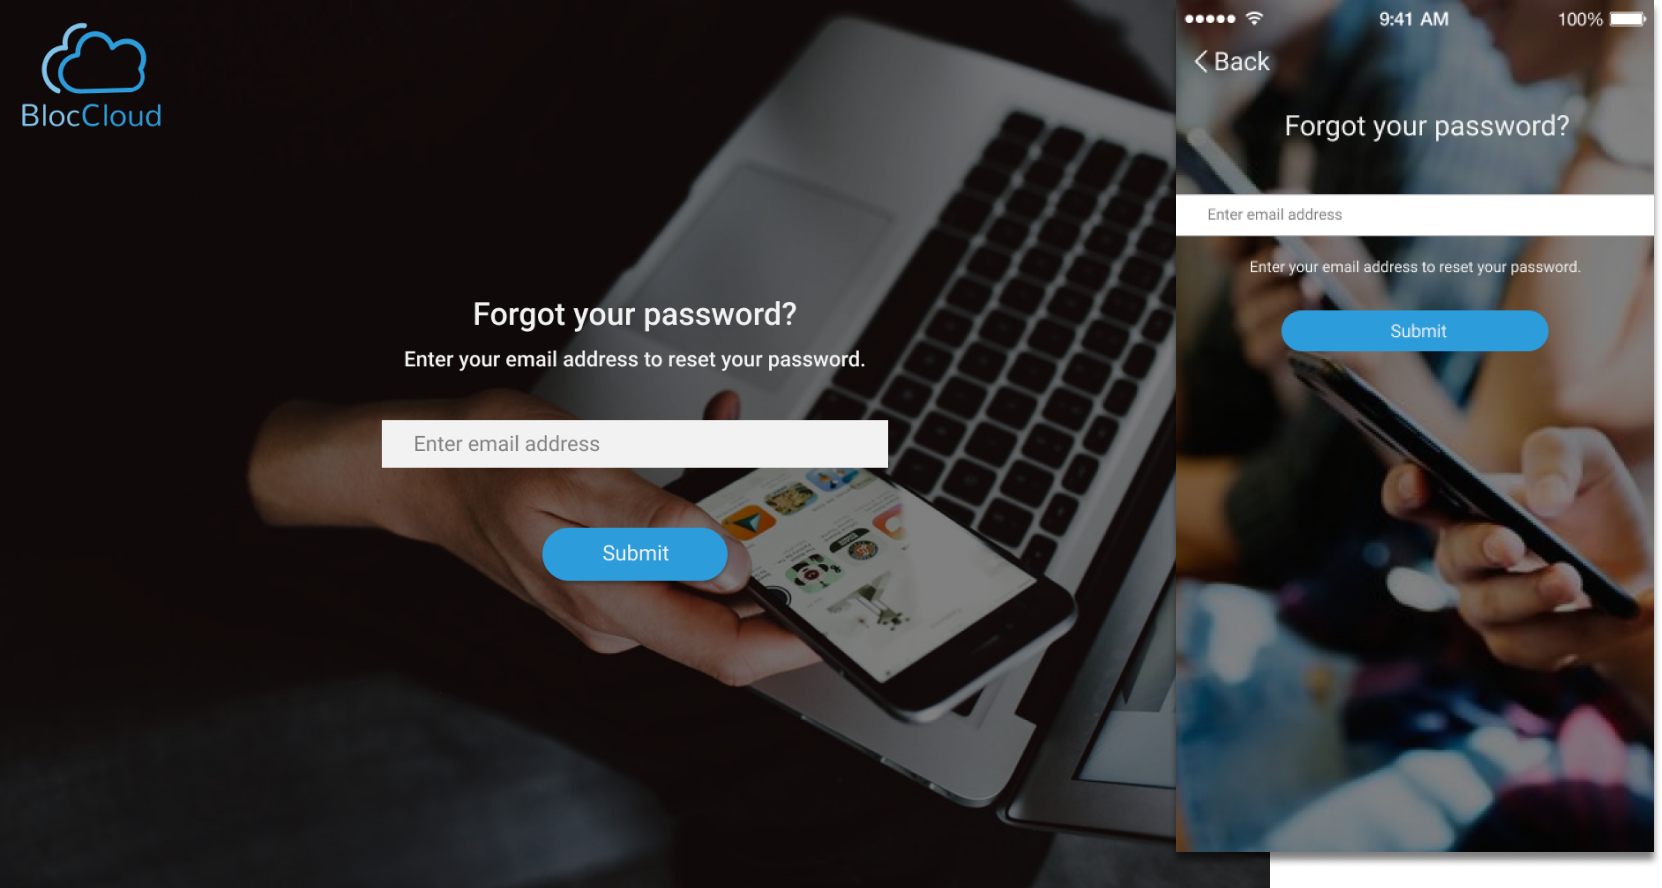 BlocCloud
Forgot your password?
Enter your email address to reset your password.
Enter email address
Submit
9:41 AM
100%
Back
Forgot your password?
Enter email address
Enter your email address to reset your password.
Submit